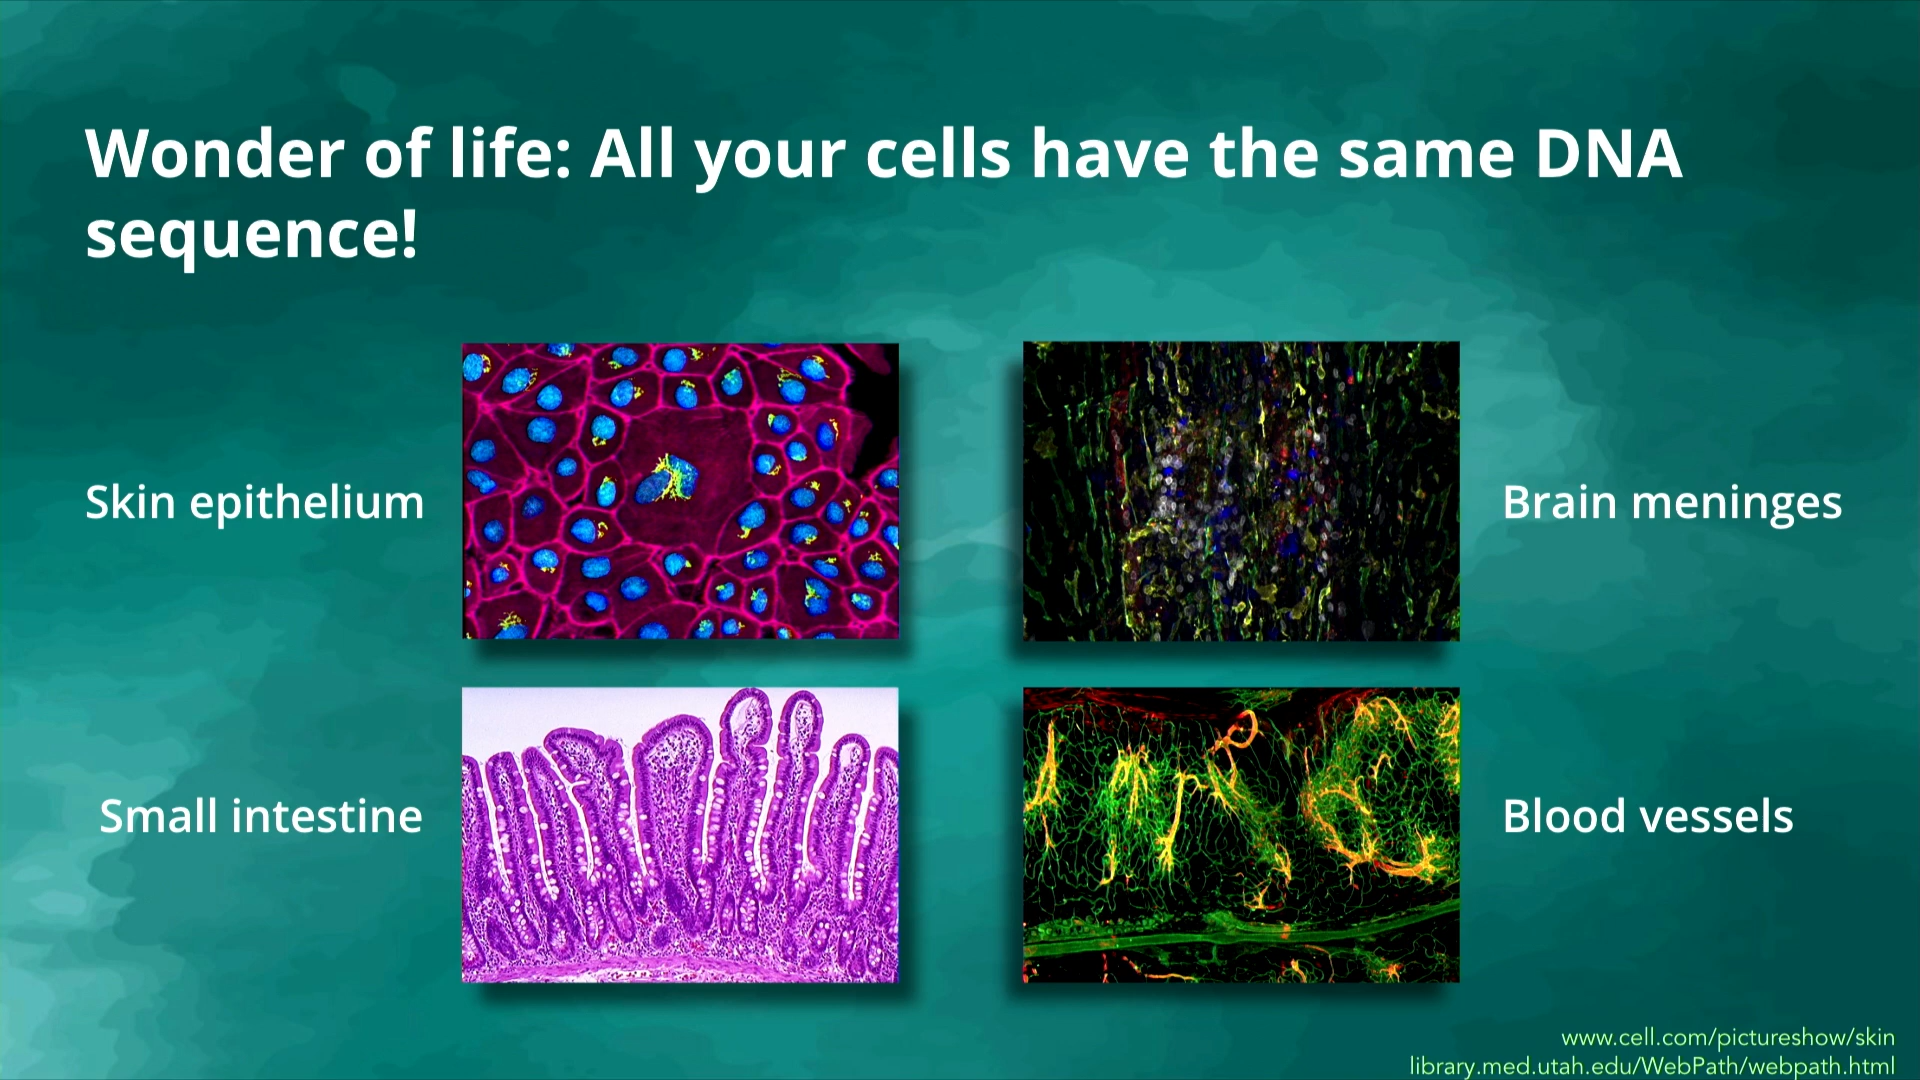 Wonder of life: All your cells have the same DNA
sequence!
Skin epithelium
Brain meninges
Small intestine
Blood vessels
www.cell.com/pictureshow/skin
library.med.utah.edu/WebPath/webpath.html